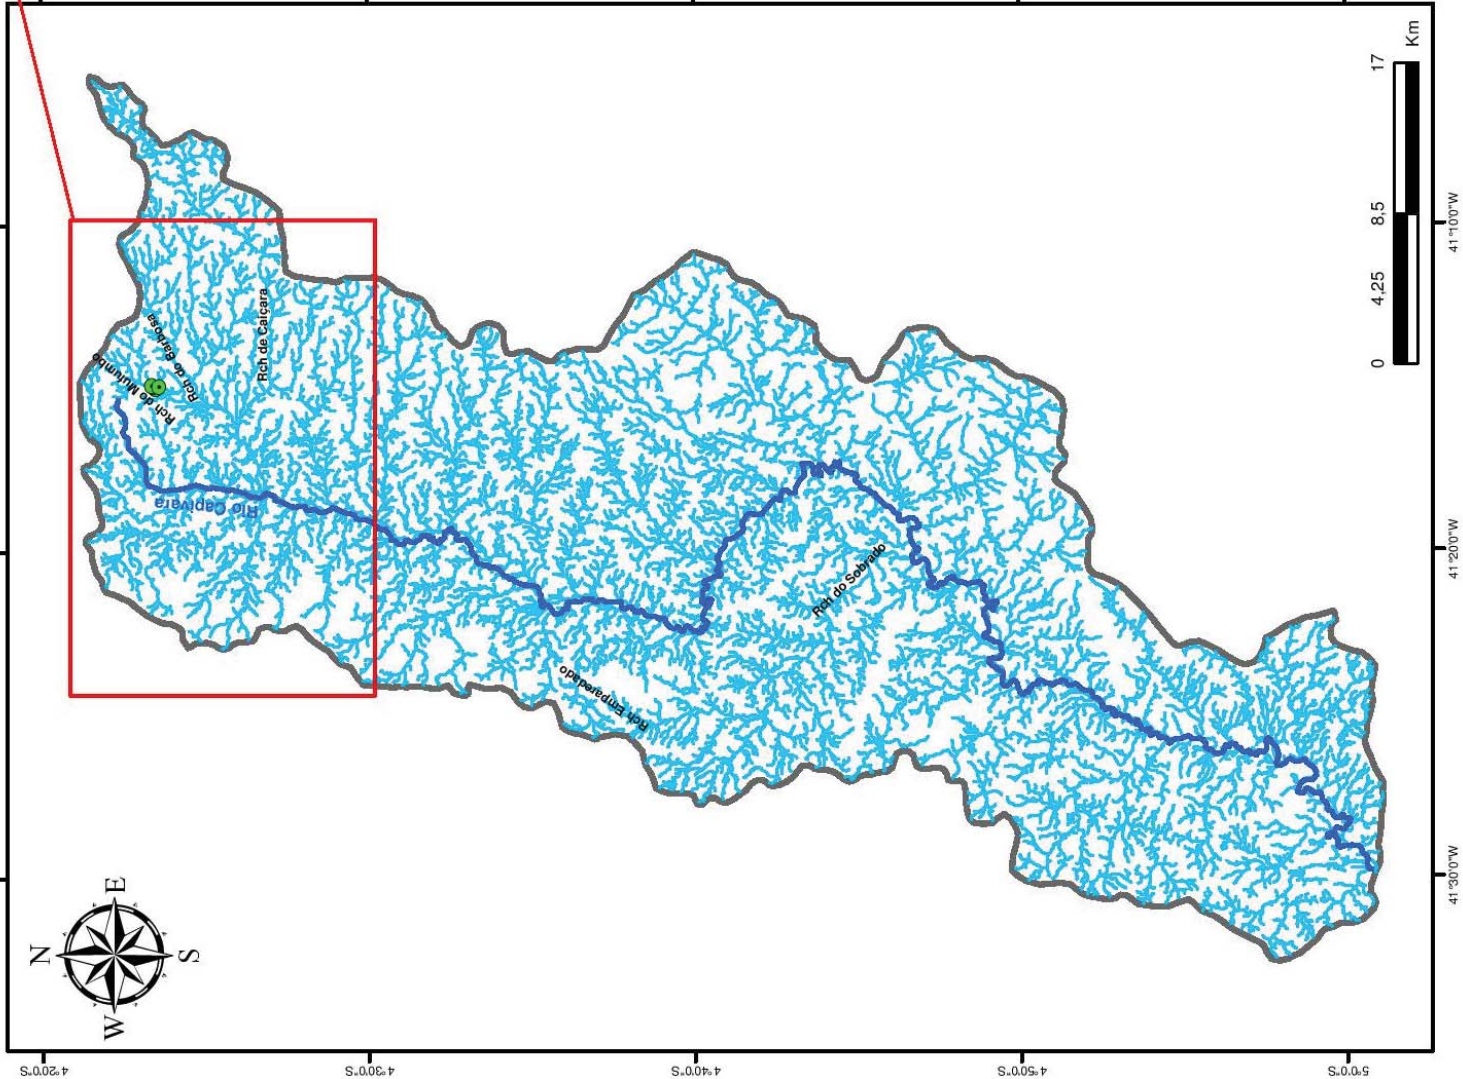 N
W
E
S
Rch do Mulumbo
Rch do Barbosa
Rch de Caiçara
Rio Capivara
Rch Emparedado
Rch do Sobrado
0 4,25 8,5 17
Km
41°10'0"W
41°20'0"W
41°30'0"W
4°20'0"S
4°30'0"S
4°40'0"S
4°50'0"S
5°0'0"S